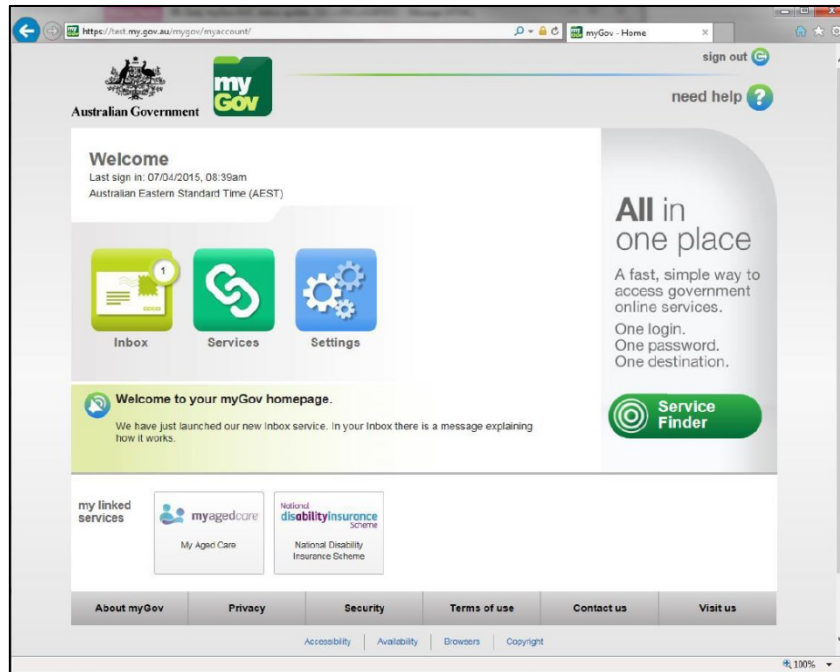 https://test.my.gov.au/mygov/myaccount/
myGov - Home
sign out
need help
Australian Government
my
Gov
Welcome
Last sign in: 07/04/2015, 08:39am
Australian Eastern Standard Time (AEST)
1
Inbox
Services
Settings
All in
one place
A fast, simple way to
access government
online services.
One login.
One password.
One destination.
Service
Finder
Welcome to your myGov homepage.
We have just launched our new Inbox service. In your Inbox there is a message explaining
how it works.
my linked
services
myagedcare
My Aged Care
National
disabilityinsurance
Scheme
National Disability
Insurance Scheme
About myGov
Privacy
Security
Terms of use
Contact us
Visit us
Accessibility
Availability
Browsers
Copyright
100%